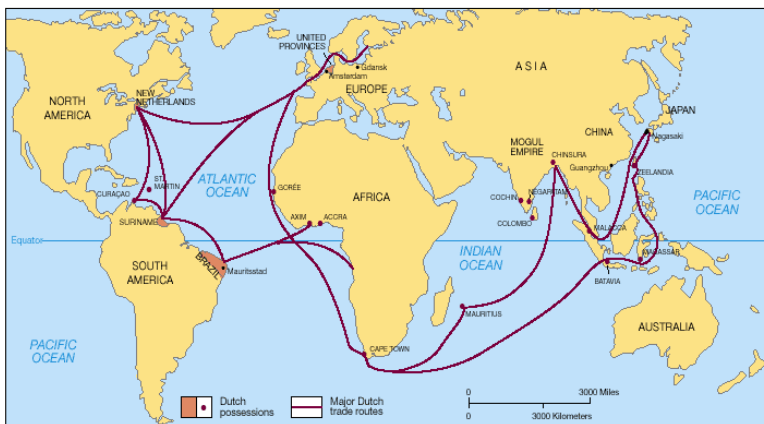 UNITED
PROVINCES
Amsterdam
Gdansk
EUROPE
ASIA
NORTH
AMERICA
NEW
NETHERLANDS
JAPAN
Nagasaki
CHINA
MOGUL
EMPIRE
CHINSURA
Guangzhou
ZEELANDIA
ST.
MARTIN
CURAÇAO
ATLANTIC
OCEAN
GORÉE
AFRICA
COCHIN
NEGAPATAM
COLOMBO
PACIFIC
OCEAN
SURINAME
AXIM
ACCRA
MALACCA
Equator
INDIAN
OCEAN
SOUTH
AMERICA
BRAZIL
Mauritsstad
MACASSAR
BATAVIA
MAURITIUS
AUSTRALIA
PACIFIC
OCEAN
CAPE TOWN
Dutch
possessions
Major Dutch
trade routes
0
3000 Miles
0
3000 Kilometers